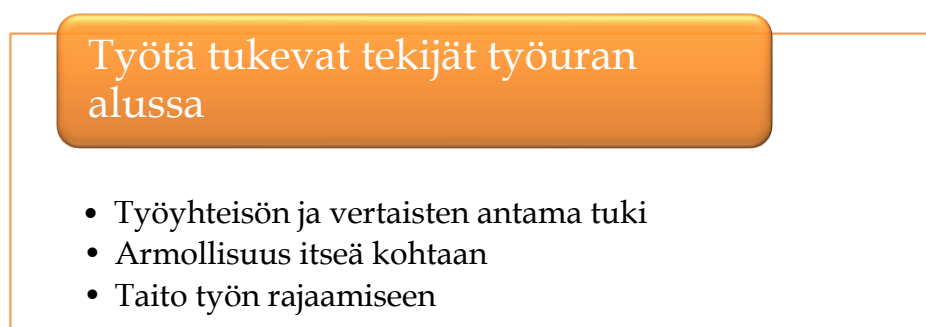 Työtä tukevat tekijät työuran
alussa
• Työyhteisön ja vertaisten antama tuki
• Armollisuus itseä kohtaan
• Taito työn rajaamiseen